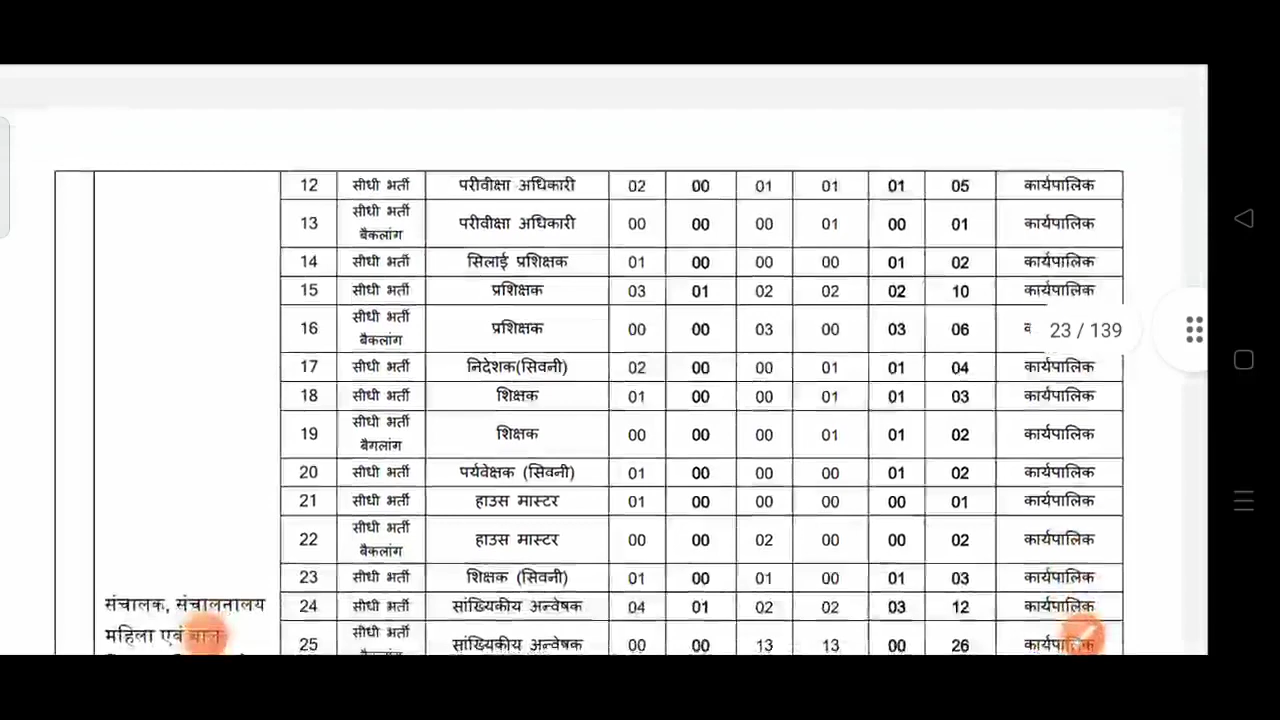 12 सीधी भर्ती परीवीक्षा अधिकारी 02 00 01 01 01 05 कार्यपालिक
13 सीधी भर्ती बैकलांग परीवीक्षा अधिकारी 00 00 00 01 00 01 कार्यपालिक
14 सीधी भर्ती सिलाई प्रशिक्षक 01 00 00 00 01 02 कार्यपालिक
15 सीधी भर्ती प्रशिक्षक 03 01 02 02 02 10 कार्यपालिक
16 सीधी भर्ती बैकलांग प्रशिक्षक 00 00 03 00 03 06
23 / 139
17 सीधी भर्ती निदेशक(सिवनी) 02 00 00 01 01 04 कार्यपालिक
18 सीधी भर्ती शिक्षक 01 00 00 01 01 03 कार्यपालिक
19 सीधी भर्ती बैगलांग शिक्षक 00 00 00 01 01 02 कार्यपालिक
20 सीधी भर्ती पर्यवेक्षक (सिवनी) 01 00 00 00 01 02 कार्यपालिक
21 सीधी भर्ती हाउस मास्टर 01 00 00 00 00 01 कार्यपालिक
22 सीधी भर्ती बैकलांग हाउस मास्टर 00 00 02 00 00 02 कार्यपालिक
23 सीधी भर्ती शिक्षक (सिवनी) 01 00 01 00 01 03 कार्यपालिक
संचालक, संचालनालय
महिला एवं बाल
24 सीधी भर्ती सांख्यिकीय अन्वेषक 04 01 02 02 03 12 कार्यपालिक
25 सीधी भर्ती सांख्यिकीय अन्वेषक 00 00 13 13 00 26 कार्यपालिक